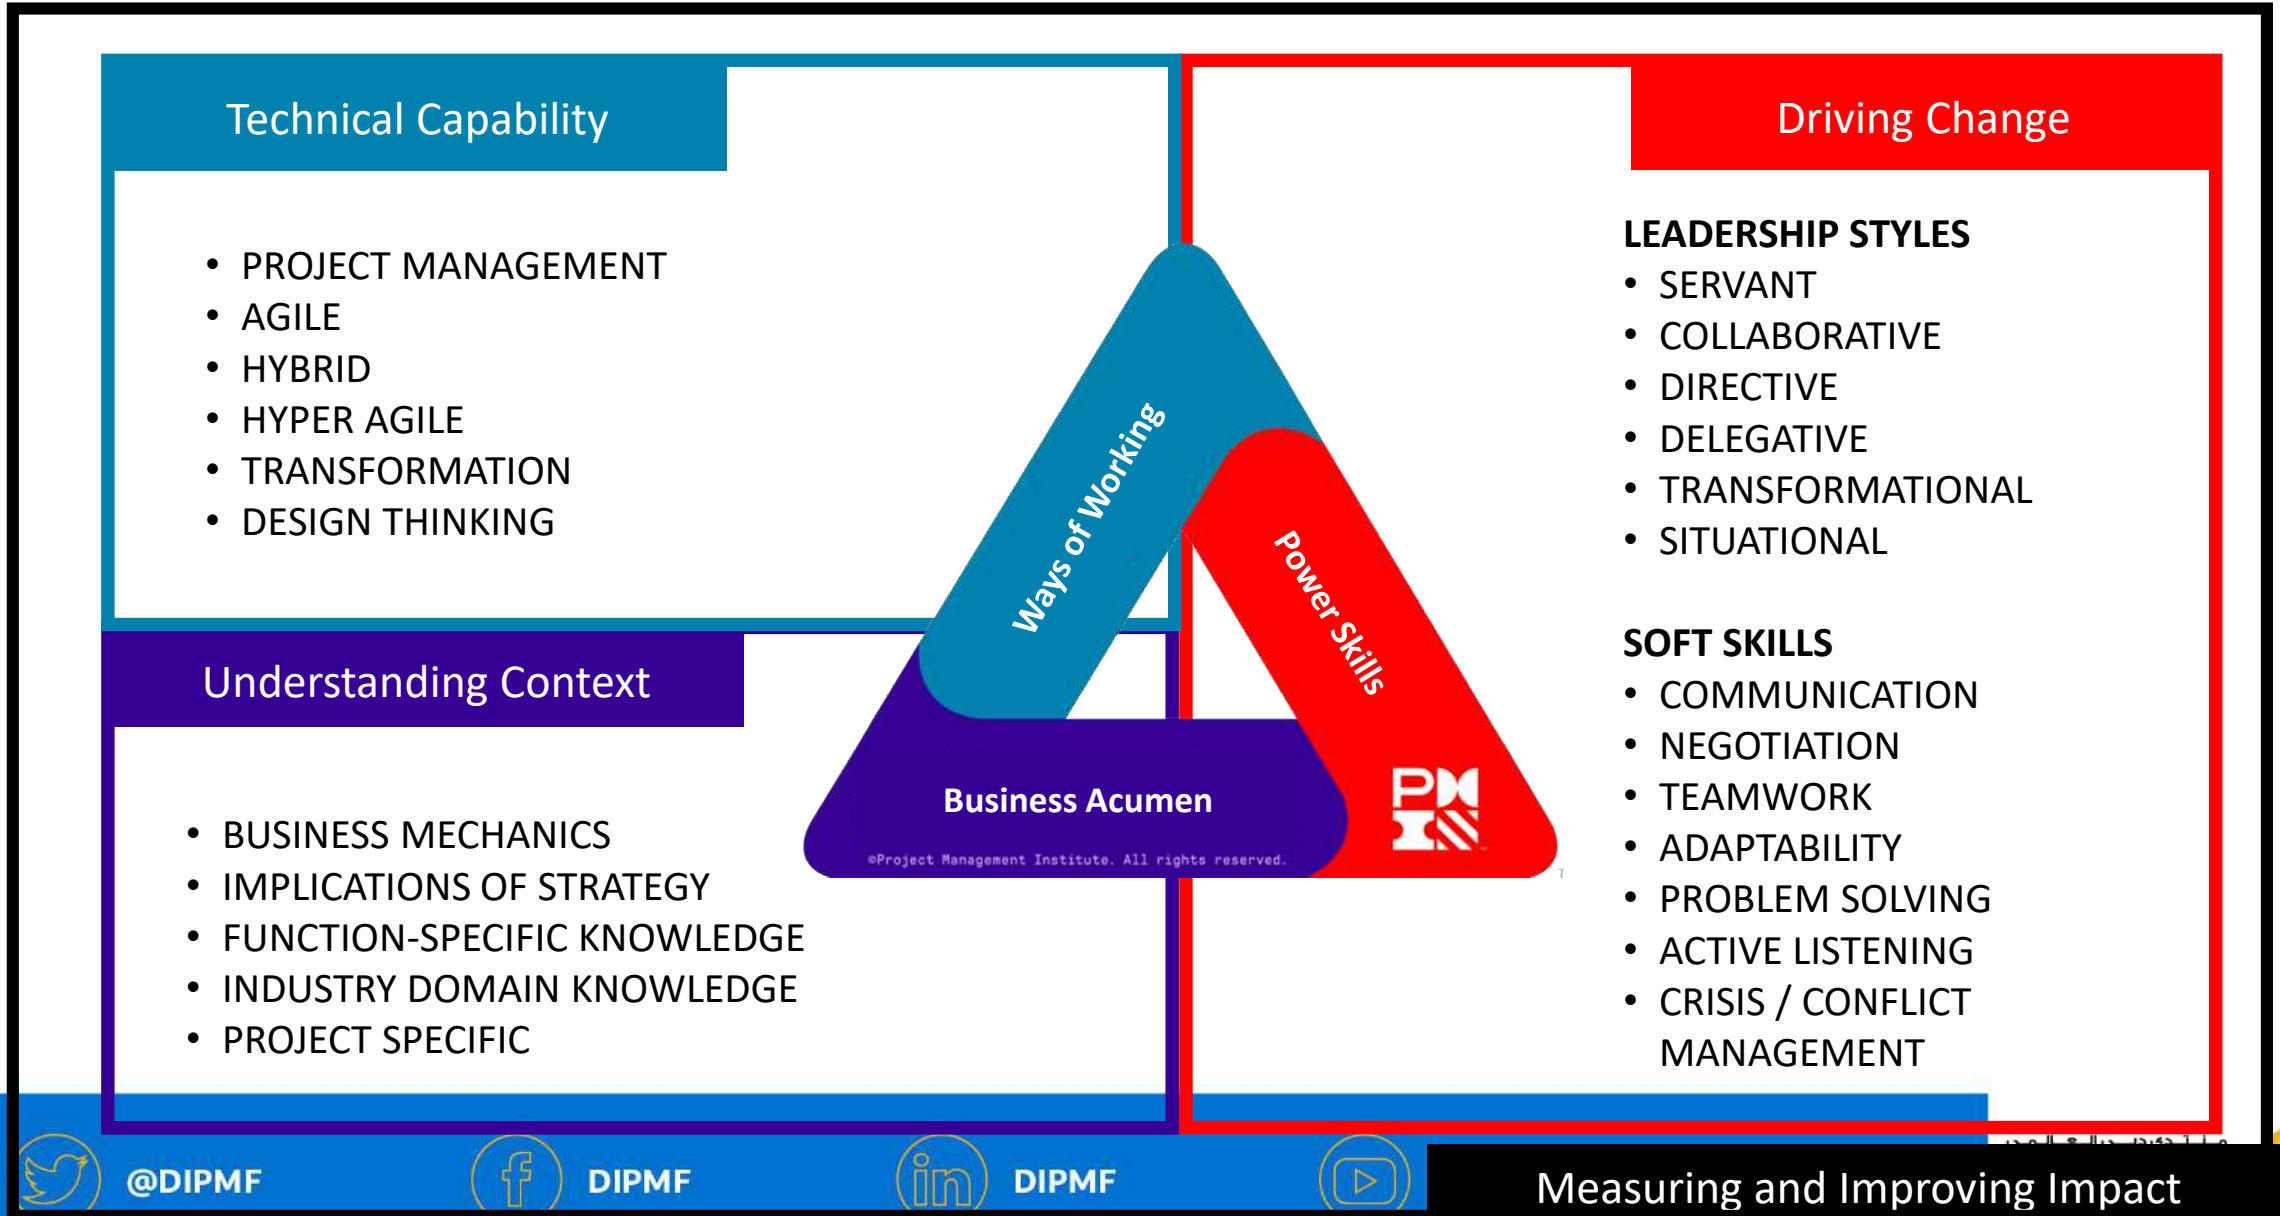 Technical Capability
• PROJECT MANAGEMENT
• AGILE
• HYBRID
• HYPER AGILE
• TRANSFORMATION
• DESIGN THINKING
Understanding Context
• BUSINESS MECHANICS
• IMPLICATIONS OF STRATEGY
• FUNCTION-SPECIFIC KNOWLEDGE
• INDUSTRY DOMAIN KNOWLEDGE
• PROJECT SPECIFIC
Ways of Working
Power Skills
Business Acumen
©Project Management Institute. All rights reserved.
Driving Change
LEADERSHIP STYLES
• SERVANT
• COLLABORATIVE
• DIRECTIVE
• DELEGATIVE
• TRANSFORMATIONAL
• SITUATIONAL
SOFT SKILLS
• COMMUNICATION
• NEGOTIATION
• TEAMWORK
• ADAPTABILITY
• PROBLEM SOLVING
• ACTIVE LISTENING
• CRISIS / CONFLICT
MANAGEMENT
@DIPMF
DIPMF
DIPMF
Measuring and Improving Impact